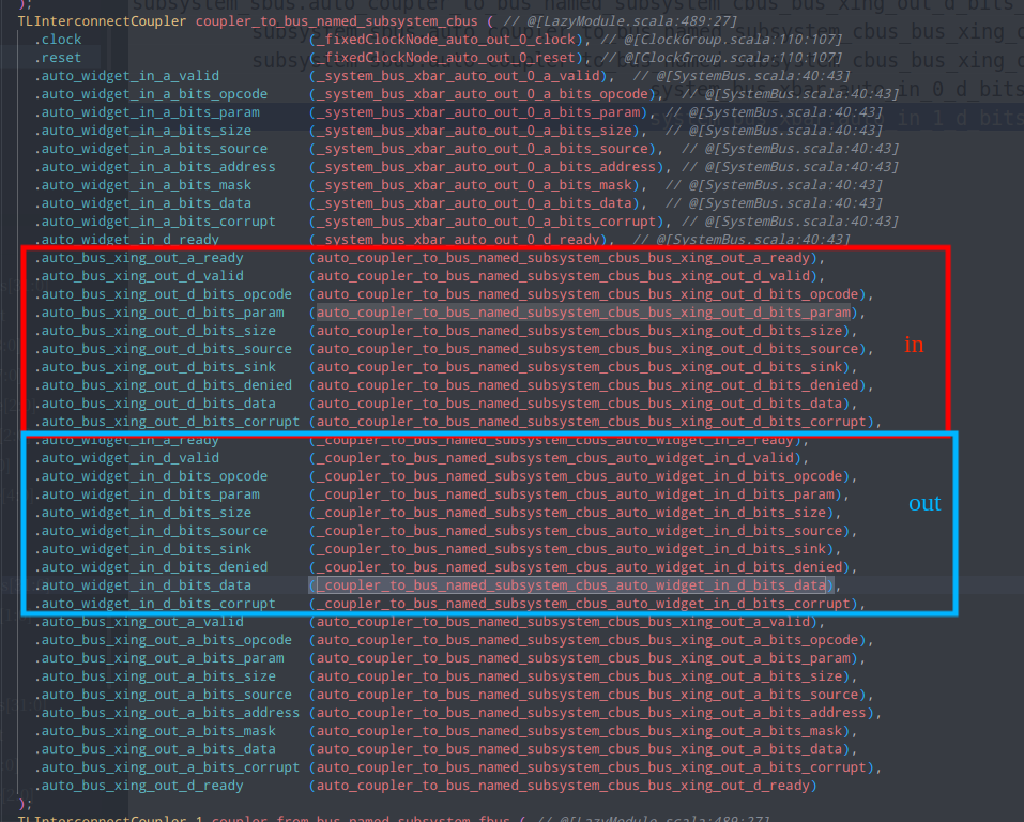 );
TLInterconnectCoupler coupler_to_bus_named_subsystem_cbus ( // @[LazyModule.scala:489:27]
.clock (_fixedClockNode_auto_out_0_clock), // @[ClockGroup.scala:110:107]
.reset (_fixedClockNode_auto_out_0_reset), // @[ClockGroup.scala:110:107]
.auto_widget_in_a_valid (_system_bus_xbar_auto_out_0_a_valid), // @[SystemBus.scala:40:43]
.auto_widget_in_a_bits_opcode (_system_bus_xbar_auto_out_0_a_bits_opcode), // @[SystemBus.scala:40:43]
.auto_widget_in_a_bits_param (_system_bus_xbar_auto_out_0_a_bits_param), // @[SystemBus.scala:40:43]
.auto_widget_in_a_bits_size (_system_bus_xbar_auto_out_0_a_bits_size), // @[SystemBus.scala:40:43]
.auto_widget_in_a_bits_source (_system_bus_xbar_auto_out_0_a_bits_source), // @[SystemBus.scala:40:43]
.auto_widget_in_a_bits_address (_system_bus_xbar_auto_out_0_a_bits_address), // @[SystemBus.scala:40:43]
.auto_widget_in_a_bits_mask (_system_bus_xbar_auto_out_0_a_bits_mask), // @[SystemBus.scala:40:43]
.auto_widget_in_a_bits_data (_system_bus_xbar_auto_out_0_a_bits_data), // @[SystemBus.scala:40:43]
.auto_widget_in_a_bits_corrupt (_system_bus_xbar_auto_out_0_a_bits_corrupt), // @[SystemBus.scala:40:43]
.auto_widget_in_d_ready (_system_bus_xbar_auto_out_0_d_ready), // @[SystemBus.scala:40:43]
.auto_bus_xing_out_a_ready (auto_coupler_to_bus_named_subsystem_cbus_bus_xing_out_a_ready),
.auto_bus_xing_out_d_valid (auto_coupler_to_bus_named_subsystem_cbus_bus_xing_out_d_valid),
.auto_bus_xing_out_d_bits_opcode (auto_coupler_to_bus_named_subsystem_cbus_bus_xing_out_d_bits_opcode),
.auto_bus_xing_out_d_bits_param (auto_coupler_to_bus_named_subsystem_cbus_bus_xing_out_d_bits_param),
.auto_bus_xing_out_d_bits_size (auto_coupler_to_bus_named_subsystem_cbus_bus_xing_out_d_bits_size),
in
.auto_bus_xing_out_d_bits_source (auto_coupler_to_bus_named_subsystem_cbus_bus_xing_out_d_bits_source),
.auto_bus_xing_out_d_bits_sink (auto_coupler_to_bus_named_subsystem_cbus_bus_xing_out_d_bits_sink),
.auto_bus_xing_out_d_bits_denied (auto_coupler_to_bus_named_subsystem_cbus_bus_xing_out_d_bits_denied),
.auto_bus_xing_out_d_bits_data (auto_coupler_to_bus_named_subsystem_cbus_bus_xing_out_d_bits_data),
.auto_bus_xing_out_d_bits_corrupt (auto_coupler_to_bus_named_subsystem_cbus_bus_xing_out_d_bits_corrupt),
.auto_widget_in_a_ready (_coupler_to_bus_named_subsystem_cbus_auto_widget_in_a_ready),
.auto_widget_in_d_valid (_coupler_to_bus_named_subsystem_cbus_auto_widget_in_d_valid),
.auto_widget_in_d_bits_opcode (_coupler_to_bus_named_subsystem_cbus_auto_widget_in_d_bits_opcode),
.auto_widget_in_d_bits_param (_coupler_to_bus_named_subsystem_cbus_auto_widget_in_d_bits_param),
out
.auto_widget_in_d_bits_size (_coupler_to_bus_named_subsystem_cbus_auto_widget_in_d_bits_size),
.auto_widget_in_d_bits_source (_coupler_to_bus_named_subsystem_cbus_auto_widget_in_d_bits_source),
.auto_widget_in_d_bits_sink (_coupler_to_bus_named_subsystem_cbus_auto_widget_in_d_bits_sink),
.auto_widget_in_d_bits_denied (_coupler_to_bus_named_subsystem_cbus_auto_widget_in_d_bits_denied),
.auto_widget_in_d_bits_data (_coupler_to_bus_named_subsystem_cbus_auto_widget_in_d_bits_data),
.auto_widget_in_d_bits_corrupt (_coupler_to_bus_named_subsystem_cbus_auto_widget_in_d_bits_corrupt),
.auto_bus_xing_out_a_valid (auto_coupler_to_bus_named_subsystem_cbus_bus_xing_out_a_valid),
.auto_bus_xing_out_a_bits_opcode (auto_coupler_to_bus_named_subsystem_cbus_bus_xing_out_a_bits_opcode),
.auto_bus_xing_out_a_bits_param (auto_coupler_to_bus_named_subsystem_cbus_bus_xing_out_a_bits_param),
.auto_bus_xing_out_a_bits_size (auto_coupler_to_bus_named_subsystem_cbus_bus_xing_out_a_bits_size),
.auto_bus_xing_out_a_bits_source (auto_coupler_to_bus_named_subsystem_cbus_bus_xing_out_a_bits_source),
.auto_bus_xing_out_a_bits_address (auto_coupler_to_bus_named_subsystem_cbus_bus_xing_out_a_bits_address),
.auto_bus_xing_out_a_bits_mask (auto_coupler_to_bus_named_subsystem_cbus_bus_xing_out_a_bits_mask),
.auto_bus_xing_out_a_bits_data (auto_coupler_to_bus_named_subsystem_cbus_bus_xing_out_a_bits_data),
.auto_bus_xing_out_a_bits_corrupt (auto_coupler_to_bus_named_subsystem_cbus_bus_xing_out_a_bits_corrupt),
.auto_bus_xing_out_d_ready (auto_coupler_to_bus_named_subsystem_cbus_bus_xing_out_d_ready)
);
TLInterconnectCoupler_1 coupler_from_bus_named_subsystem_fbus ( // @[LazyModule.scala:489:27]